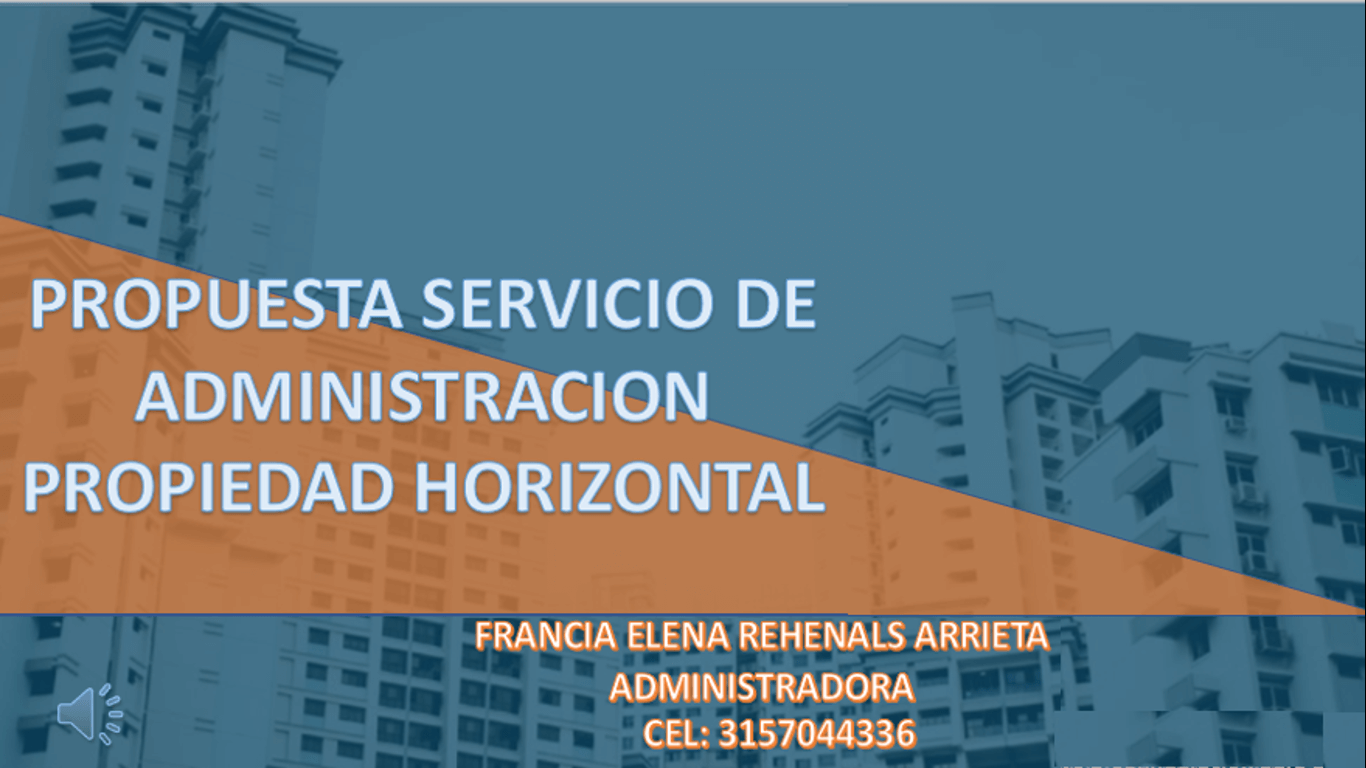 PROPUESTA SERVICIO DE
ADMINISTRACION
PROPIEDAD HORIZONTAL
FRANCIA ELENA REHENALS ARRIETA
ADMINISTRADORA
CEL: 3157044336